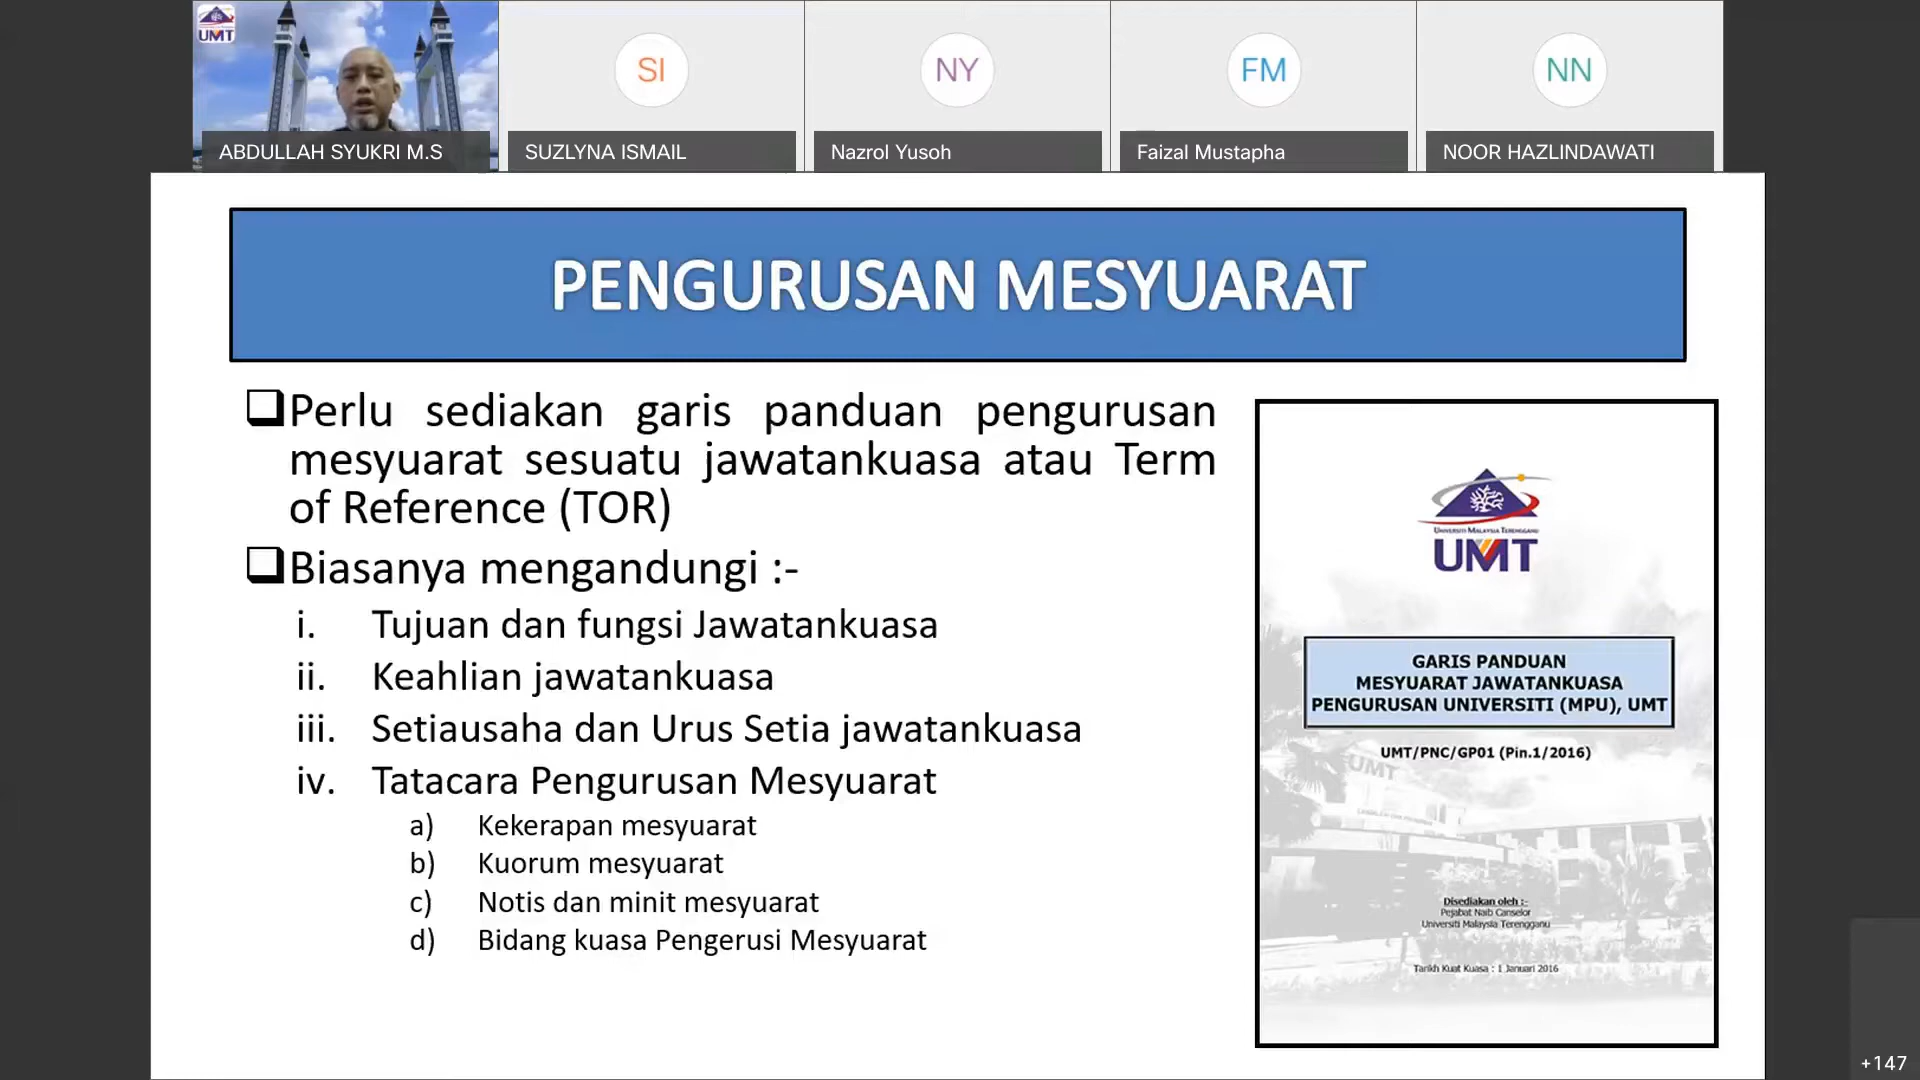 UMT
SI
NY
FM
NN
ABDULLAH SYUKRI M.S
SUZLYNA ISMAIL
Nazrol Yusoh
Faizal Mustapha
NOOR HAZLINDAWATI
PENGURUSAN MESYUARAT
Perlu sediakan garis panduan pengurusan
mesyuarat sesuatu jawatankuasa atau Term
of Reference (TOR)
Biasanya mengandungi :-
i. Tujuan dan fungsi Jawatankuasa
ii. Keahlian jawatankuasa
iii. Setiausaha dan Urus Setia jawatankuasa
iv. Tatacara Pengurusan Mesyuarat
a) Kekerapan mesyuarat
b) Kuorum mesyuarat
c) Notis dan minit mesyuarat
d) Bidang kuasa Pengerusi Mesyuarat
UNIVERSITI MALAYSIA TERENGGANU
UMT
GARIS PANDUAN
MESYUARAT JAWATANKUASA
PENGURUSAN UNIVERSITI (MPU), UMT
UMT/PNC/GP01 (Pin.1/2016)
UMT
Disediakan oleh :-
Pejabat Naib Canselor
Universiti Malaysia Terengganu
Tarikh Kuat Kuasa : 1 Januari 2016
+147